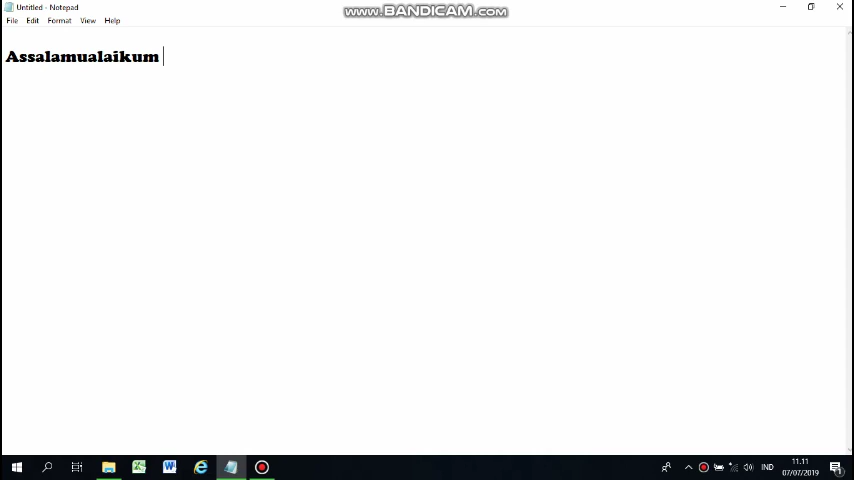 Untitled - Notepad
www.BANDICAM.com
File Edit Format View Help
Assalamualaikum
IND
11.11
07/07/2019